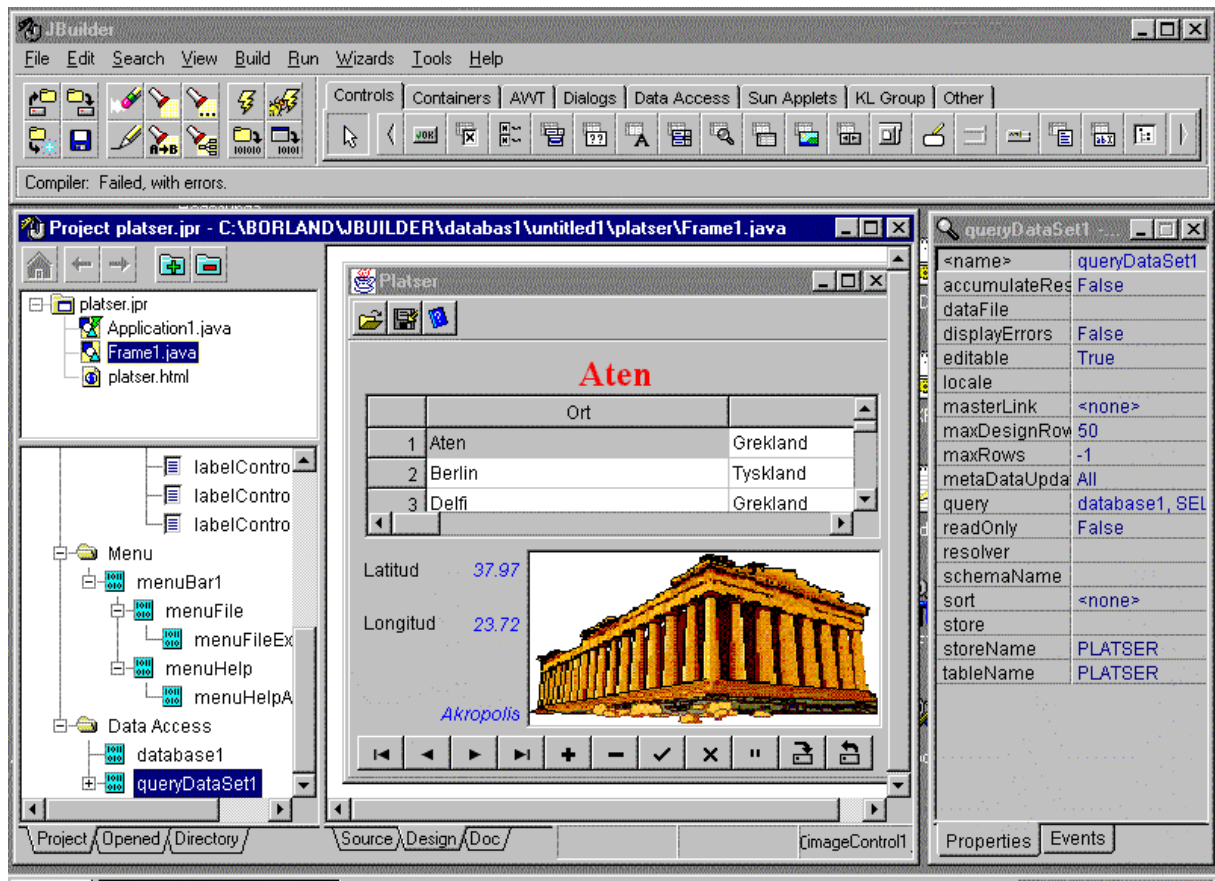 JBuilder
File Edit Search View Build Run Wizards Tools Help
Controls Containers AWT Dialogs Data Access Sun Applets KL Group Other
Compiler: Failed, with errors.
Project platser.jpr - C:\BORLAND\JBUILDER\databas1\untitled1\platser\Frame1.java
platser.jpr
Application1.java
Frame1.java
platser.html
labelContro
labelContro
labelContro
Menu
menuBar1
menuFile
menuFileEx
menuHelp
menuHelpA
Data Access
database1
queryDataSet1
Project Opened Directory
Platser
Aten
Ort
1 Aten Grekland
2 Berlin Tyskland
3 Delfi Grekland
Latitud 37.97
Longitud 23.72
Akropolis
Source Design Doc
imageControl1
queryDataSet1 -...
<name> queryDataSet1
accumulateRes False
dataFile
displayErrors False
editable True
locale
masterLink <none>
maxDesignRow 50
maxRows -1
metaDataUpda All
query database1, SEL
readOnly False
resolver
schemaName
sort <none>
store
storeName PLATSER
tableName PLATSER
Properties Events